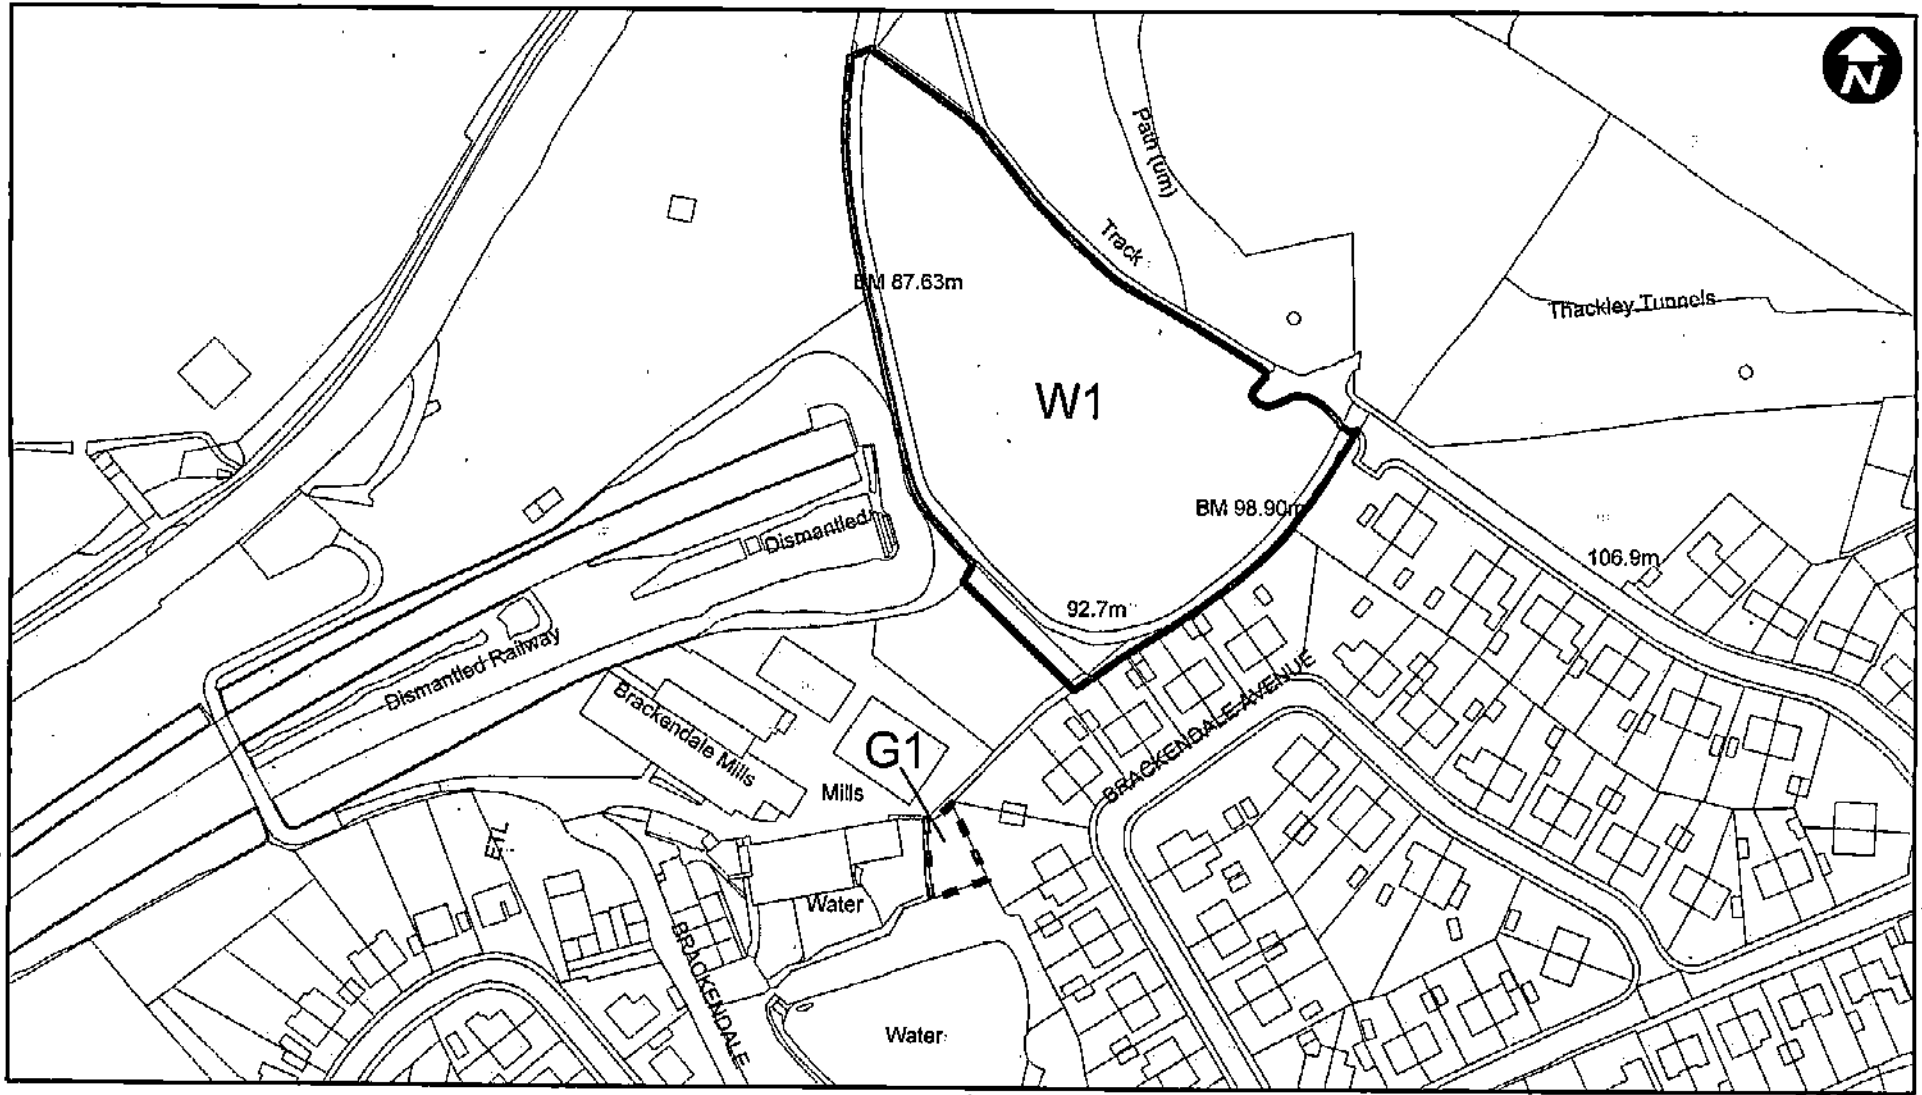 N
Path (um)
Track
BM 87.63m
Thackley Tunnels
W1
BM 98.90m
Dismantled
106.9m
92.7m
Dismantled Railway
Brackendale Mills
BRACKENDALE AVENUE
G1
Mills
Water
BRACKENDALE
Water